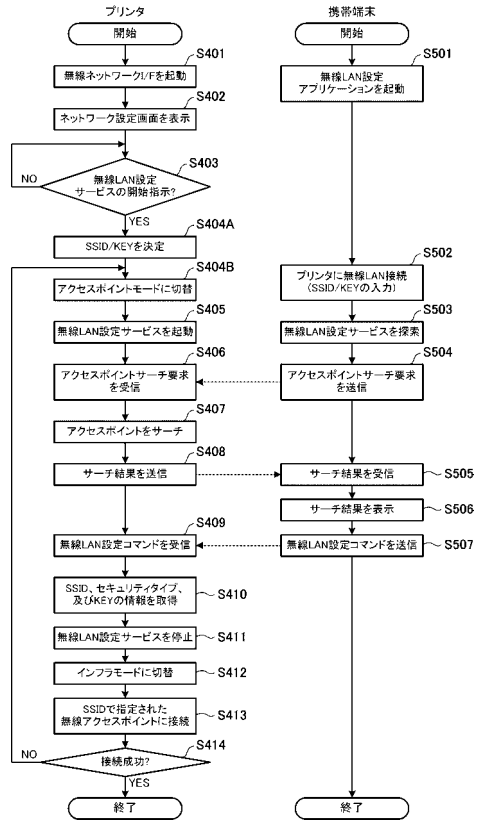 プリンタ
開始
S401
無線ネットワークI/Fを起動
S402
ネットワーク設定画面を表示
S403
無線LAN設定
サービスの開始指示?
NO
YES
S404A
SSID/KEYを決定
S404B
アクセスポイントモードに切替
S405
無線LAN設定サービスを起動
S406
アクセスポイントサーチ要求
を受信
S407
アクセスポイントをサーチ
S408
サーチ結果を送信
S409
無線LAN設定コマンドを受信
SSID、セキュリティタイプ、
及びKEYの情報を取得
S410
無線LAN設定サービスを停止
S411
インフラモードに切替
S412
SSIDで指定された
無線アクセスポイントに接続
S413
S414
接続成功?
NO
YES
終了
携帯端末
開始
S501
無線LAN設定
アプリケーションを起動
S502
プリンタに無線LAN接続
(SSID/KEYの入力)
S503
無線LAN設定サービスを探索
S504
アクセスポイントサーチ要求
を送信
サーチ結果を受信
S505
サーチ結果を表示
S506
無線LAN設定コマンドを送信
S507
終了